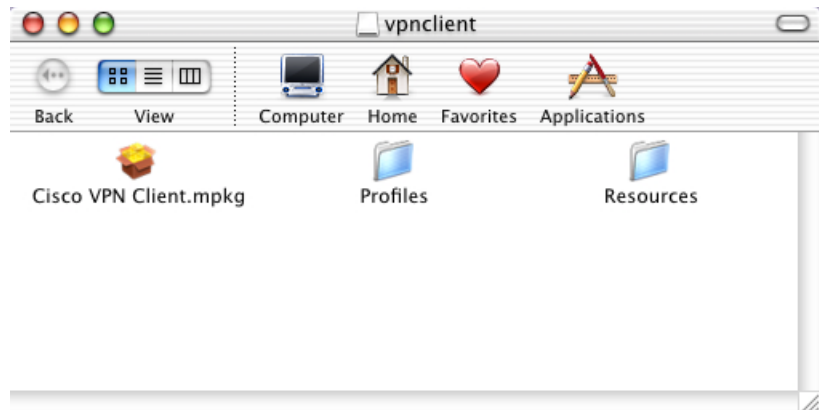 vpnclient
Back View Computer Home Favorites Applications
Cisco VPN Client.mpkg Profiles Resources